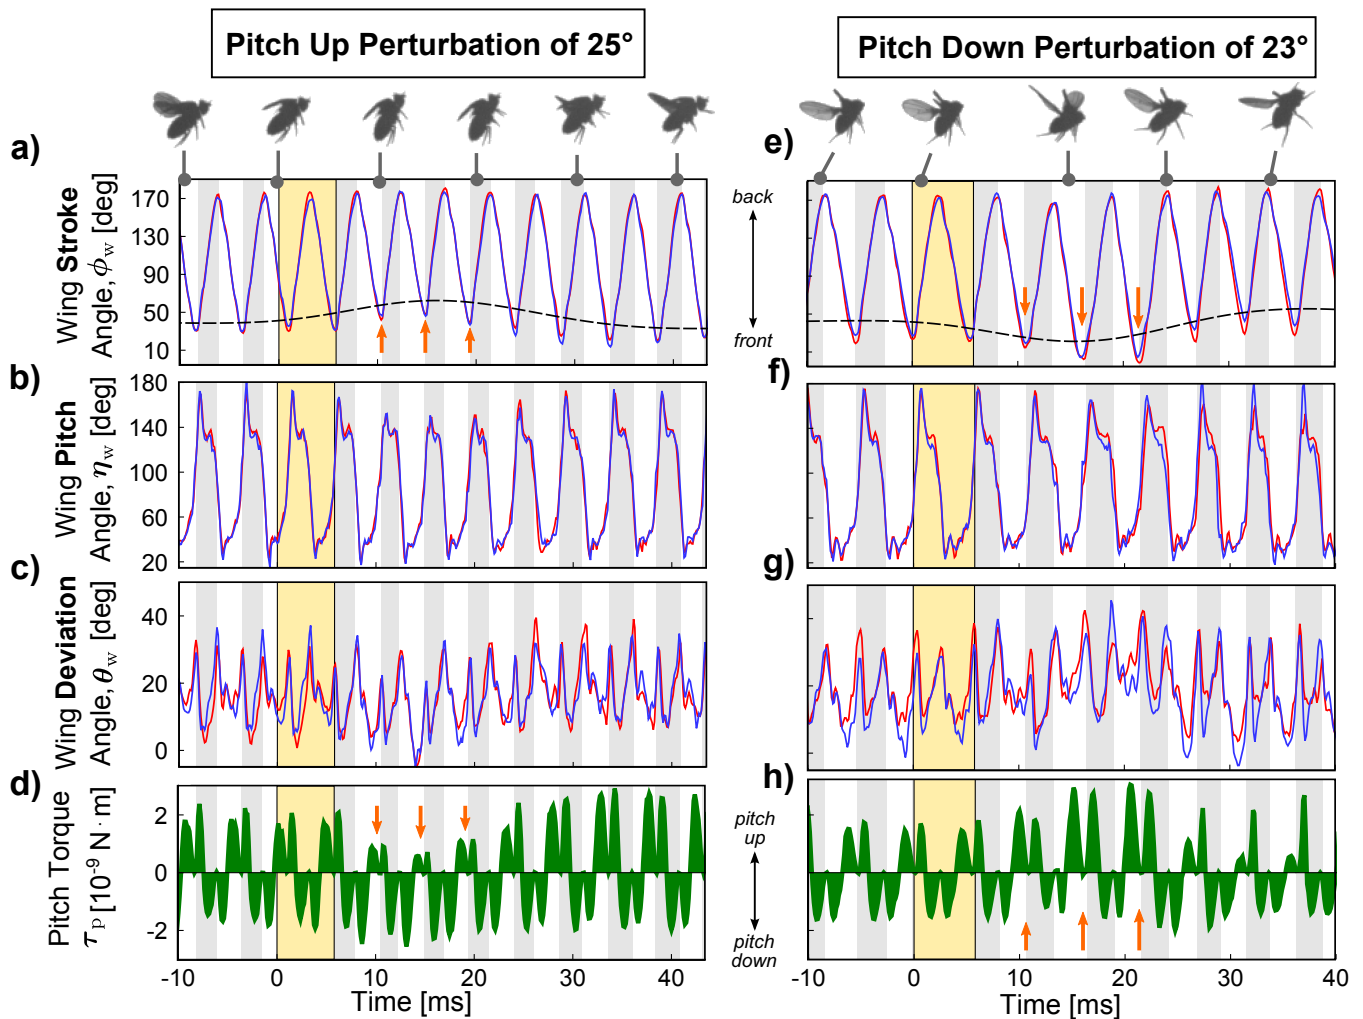 Pitch Up Perturbation of 25°
Pitch Down Perturbation of 23°
a)
Wing Stroke
Angle, ϕw [deg]
170
130
90
50
10
e)
back
front
b)
Wing Pitch
Angle, ηw [deg]
180
140
100
60
20
f)
c)
Wing Deviation
Angle, θw [deg]
40
20
0
g)
d)
Pitch Torque
τp [10-9 N·m]
2
0
-2
-10
0
10
20
30
40
Time [ms]
h)
pitch
up
pitch
down
-10
0
10
20
30
40
Time [ms]